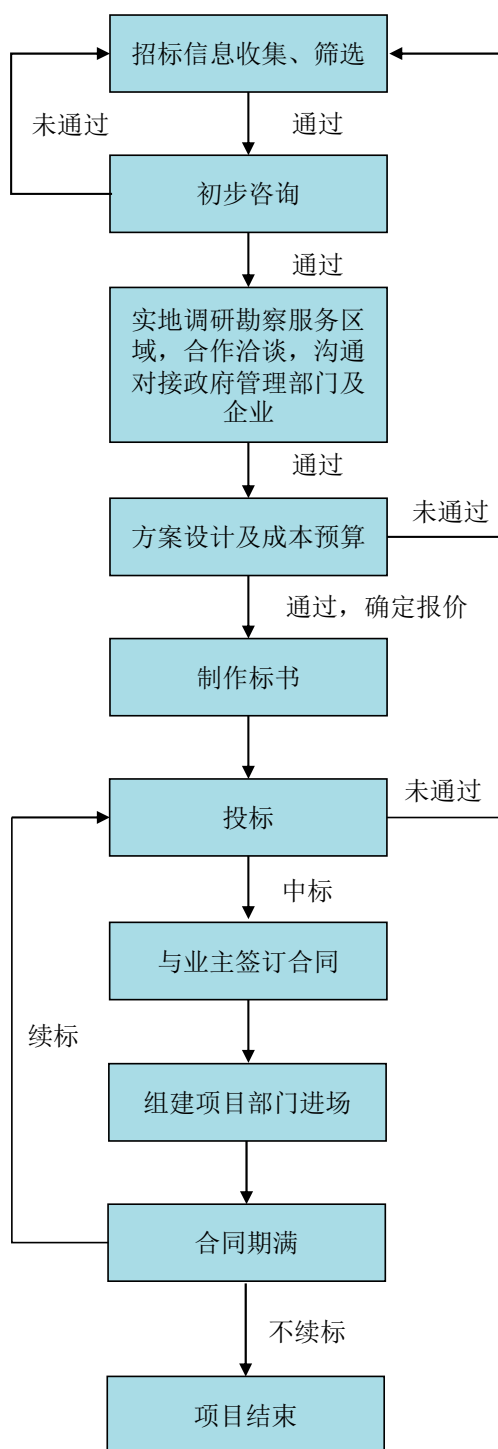 招标信息收集、筛选
未通过
通过
初步咨询
通过
实地调研勘察服务区
域，合作洽谈，沟通
对接政府管理部门及
企业
通过
方案设计及成本预算
未通过
通过，确定报价
制作标书
投标
未通过
中标
与业主签订合同
续标
组建项目部门进场
合同期满
不续标
项目结束